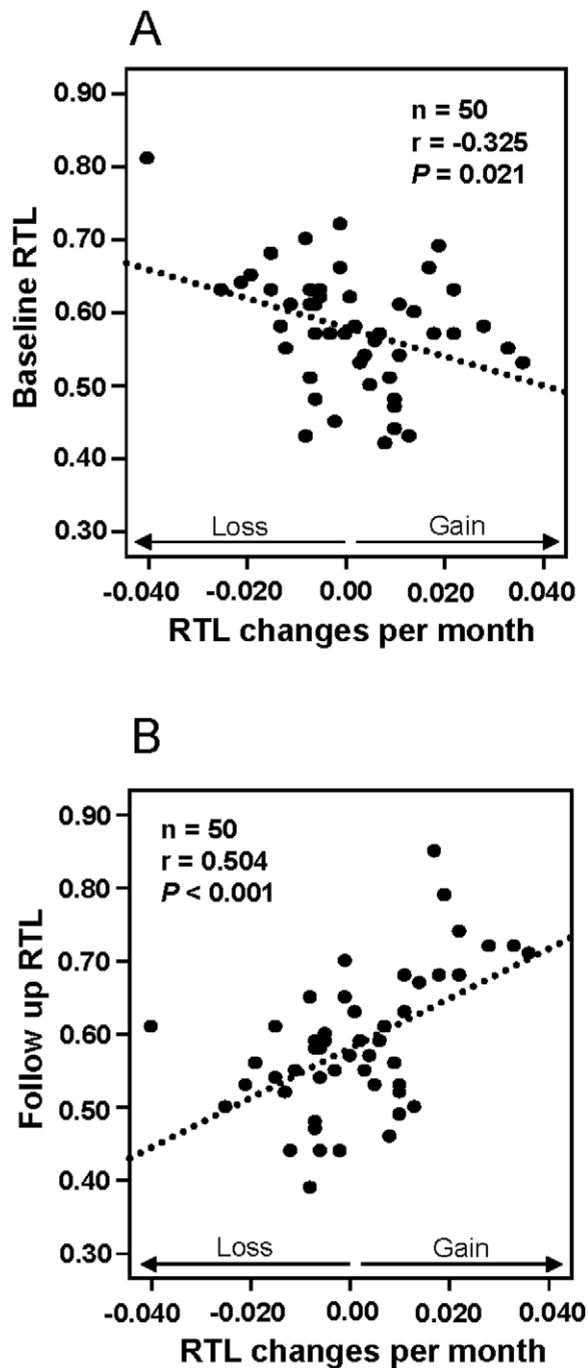 A
n = 50
r = -0.325
P = 0.021
Baseline RTL
0.90
0.80
0.70
0.60
0.50
0.40
0.30
Loss
Gain
-0.040
-0.020
0.00
0.020
0.040
RTL changes per month
B
n = 50
r = 0.504
P < 0.001
Follow up RTL
0.90
0.80
0.70
0.60
0.50
0.40
0.30
Loss
Gain
-0.040
-0.020
0.00
0.020
0.040
RTL changes per month